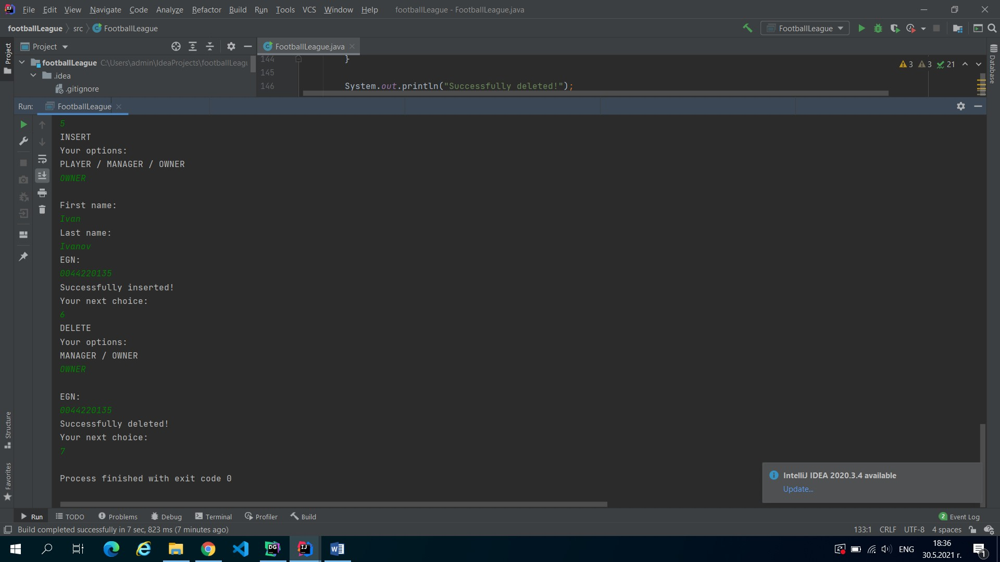 File Edit View Navigate Code Analyze Refactor Build Run Tools VCS Window Help footballLeague - FootballLeague.java
footballLeague src FootballLeague FootballLeague
Project
Project FootballLeague.java
footballLeague C:\Users\admin\IdeaProjects\footballLeagu
.idea
.gitignore
144 }
145
146 System.out.println("Successfully deleted!");
3 3 21
Database
Run: FootballLeague
5
INSERT
Your options:
PLAYER / MANAGER / OWNER
OWNER
First name:
Ivan
Last name:
Ivanov
EGN:
0044220135
Successfully inserted!
Your next choice:
6
DELETE
Your options:
MANAGER / OWNER
OWNER
EGN:
0044220135
Successfully deleted!
Your next choice:
7
Process finished with exit code 0
Structure
Favorites
IntelliJ IDEA 2020.3.4 available
Update...
Run TODO Problems Debug Terminal Profiler Build 2 Event Log
Build completed successfully in 7 sec, 823 ms (7 minutes ago) 133:1 CRLF UTF-8 4 spaces
DG IJ ENG 18:36
30.5.2021 г.
1